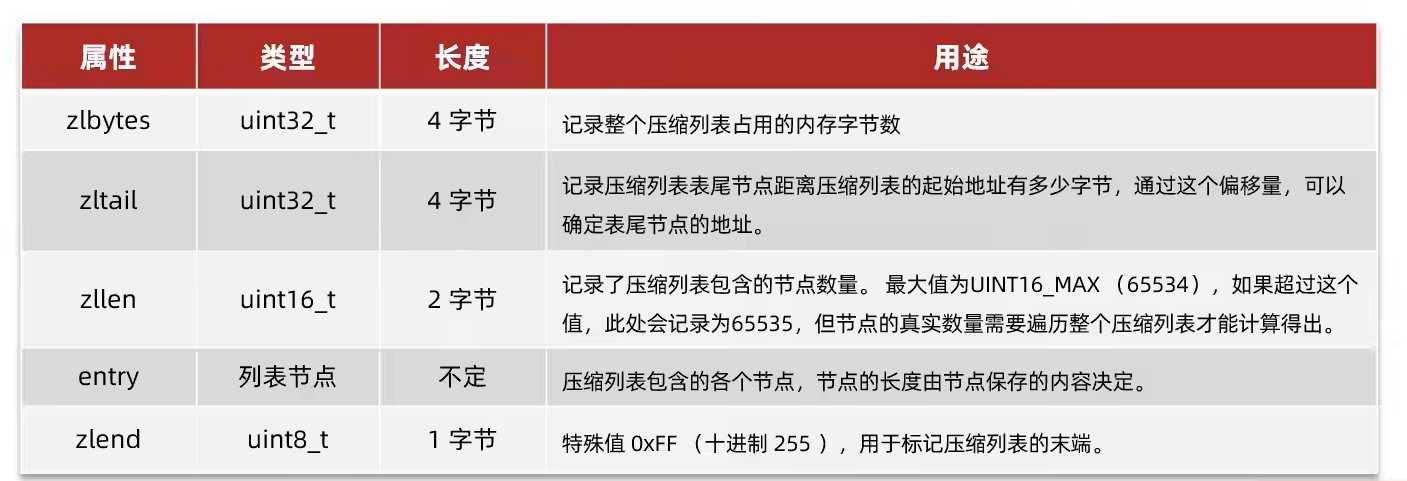 属性 类型 长度 用途
zlbytes uint32_t 4 字节 记录整个压缩列表占用的内存字节数
zltail uint32_t 4 字节 记录压缩列表表尾节点距离压缩列表的起始地址有多少字节，通过这个偏移量，可以
确定表尾节点的地址。
zllen uint16_t 2 字节 记录了压缩列表包含的节点数量。 最大值为UINT16_MAX （65534），如果超过这个
值，此处会记录为65535，但节点的真实数量需要遍历整个压缩列表才能计算得出。
entry 列表节点 不定 压缩列表包含的各个节点，节点的长度由节点保存的内容决定。
zlend uint8_t 1 字节 特殊值 0xFF （十进制 255 ），用于标记压缩列表的末端。